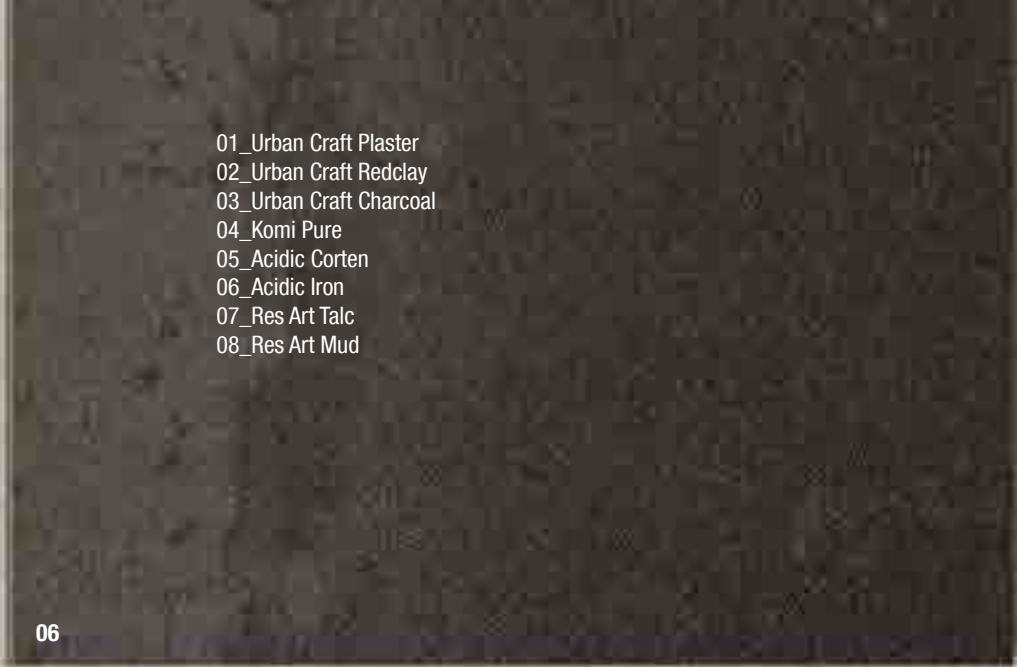 01_Urban Craft Plaster
02_Urban Craft Redclay
03_Urban Craft Charcoal
04_Komi Pure
05_Acidic Corten
06_Acidic Iron
07_Res Art Talc
08_Res Art Mud
06